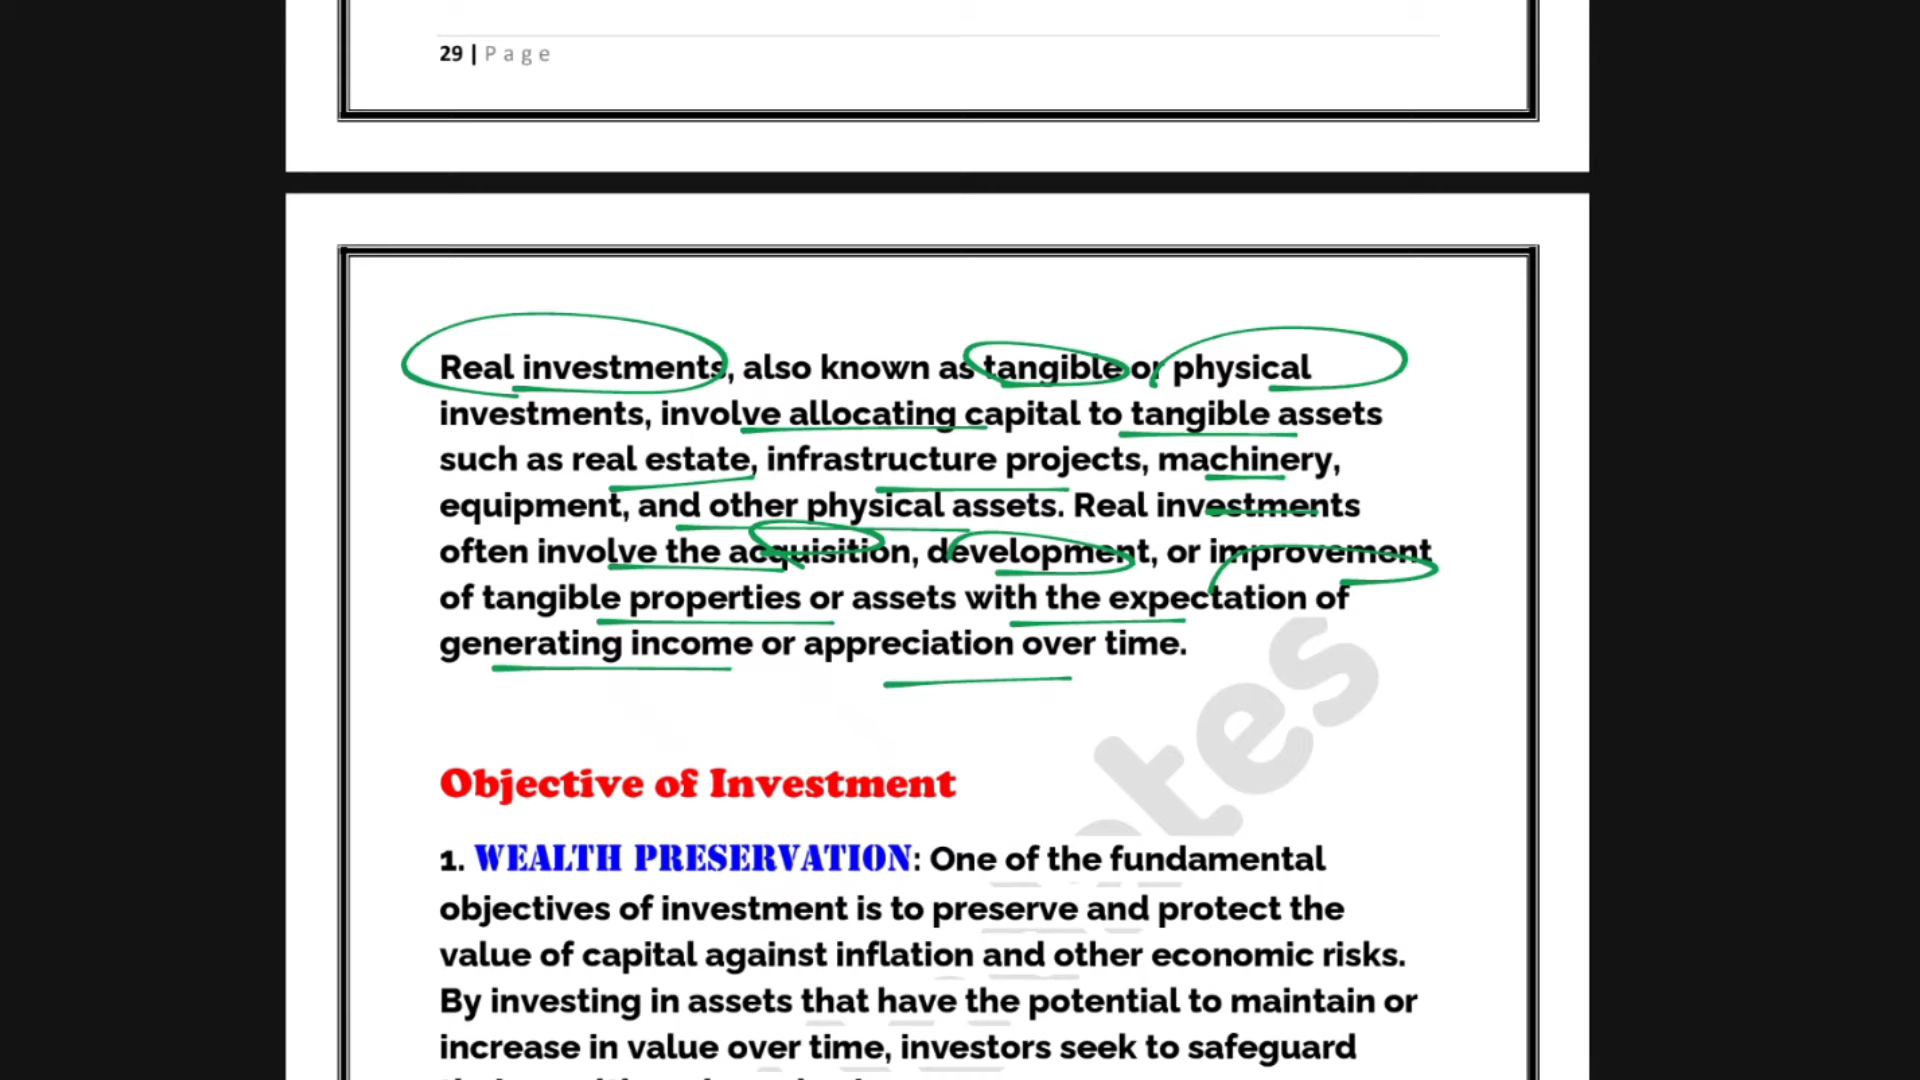 29 | Page
Real investments, also known as tangible or physical
investments, involve allocating capital to tangible assets
such as real estate, infrastructure projects, machinery,
equipment, and other physical assets. Real investments
often involve the acquisition, development, or improvement
of tangible properties or assets with the expectation of
generating income or appreciation over time.
Objective of Investment
1. WEALTH PRESERVATION: One of the fundamental
objectives of investment is to preserve and protect the
value of capital against inflation and other economic risks.
By investing in assets that have the potential to maintain or
increase in value over time, investors seek to safeguard